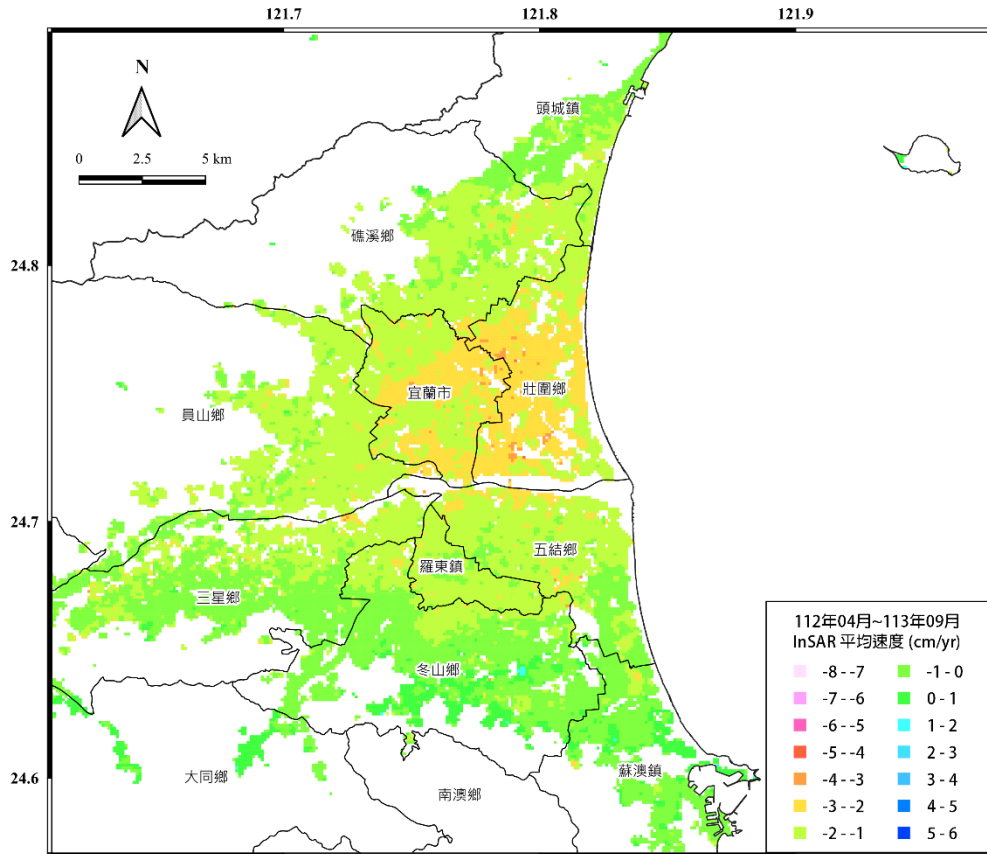 121.7 121.8 121.9
N
0 2.5 5 km
頭城鎮
礁溪鄉
24.8
宜蘭市 壯圍鄉
員山鄉
24.7
五結鄉
羅東鎮
三星鄉
冬山鄉
24.6
大同鄉
蘇澳鎮
南澳鄉
112年04月~113年09月
InSAR 平均速度 (cm/yr)
-8 - -7 -1 - 0
-7 - -6 0 - 1
-6 - -5 1 - 2
-5 - -4 2 - 3
-4 - -3 3 - 4
-3 - -2 4 - 5
-2 - -1 5 - 6